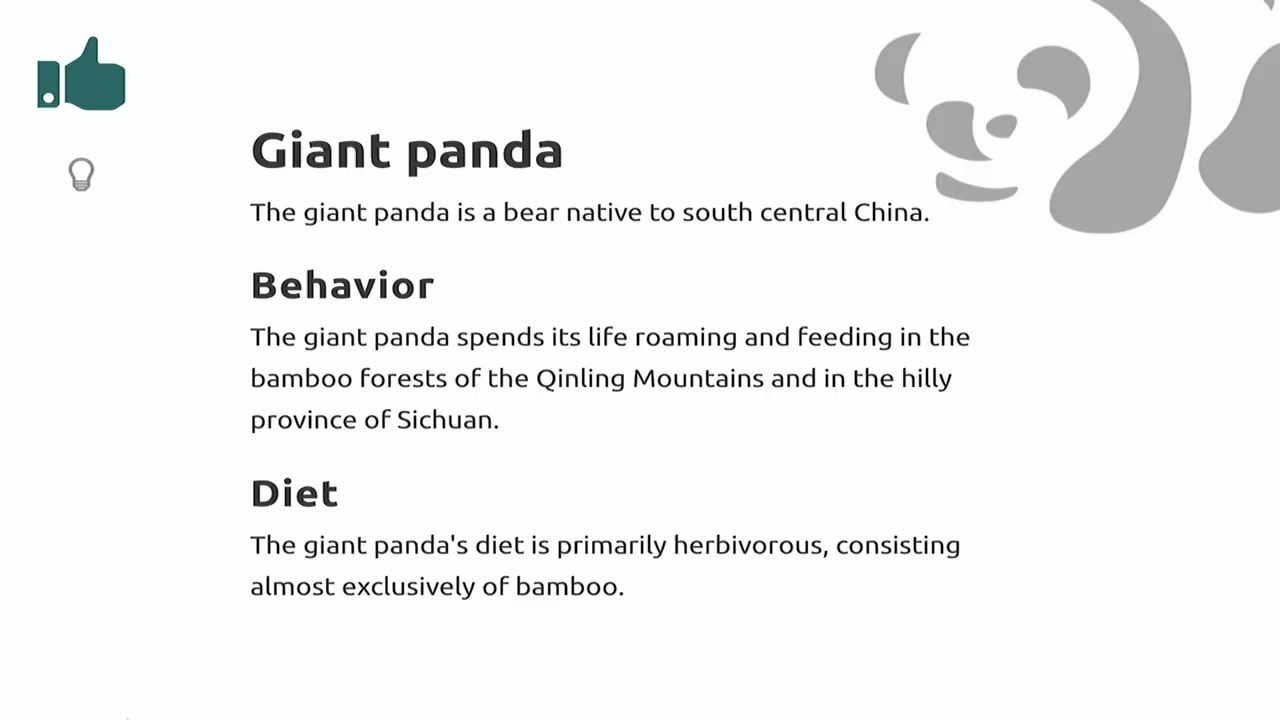 Giant panda
The giant panda is a bear native to south central China.
Behavior
The giant panda spends its life roaming and feeding in the
bamboo forests of the Qinling Mountains and in the hilly
province of Sichuan.
Diet
The giant panda's diet is primarily herbivorous, consisting
almost exclusively of bamboo.